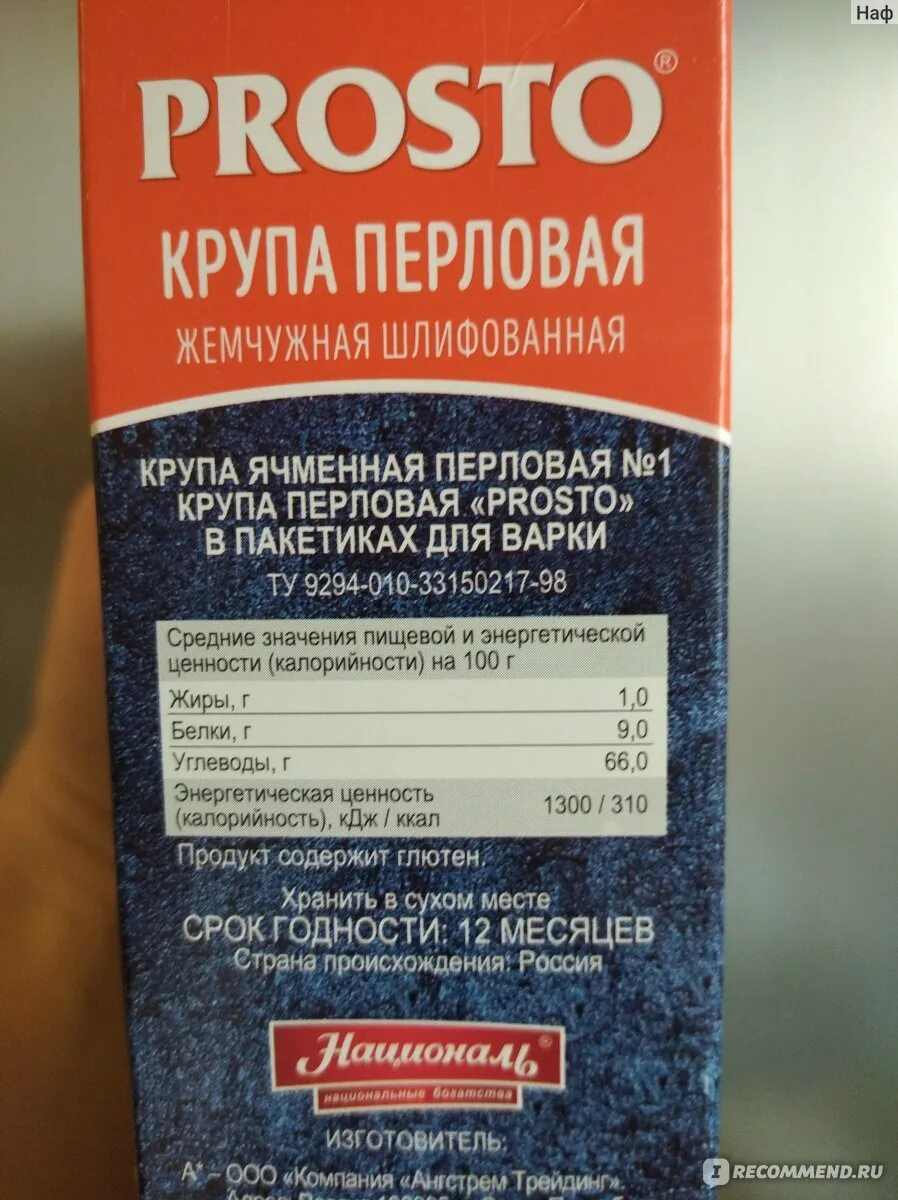 Наф
PROSTO®
КРУПА ПЕРЛОВАЯ
ЖЕМЧУЖНАЯ ШЛИФОВАННАЯ
КРУПА ЯЧМЕННАЯ ПЕРЛОВАЯ №1
КРУПА ПЕРЛОВАЯ «PROSTO»
В ПАКЕТИКАХ ДЛЯ ВАРКИ
ТУ 9294-010-33150217-98
Средние значения пищевой и энергетической
ценности (калорийности) на 100 г
Жиры, г 1,0
Белки, г 9,0
Углеводы, г 66,0
Энергетическая ценность
(калорийность), кДж / ккал 1300 / 310
Продукт содержит глютен.
Хранить в сухом месте
СРОК ГОДНОСТИ: 12 МЕСЯЦЕВ
Страна происхождения: Россия
Националь®
национальные богатства
ИЗГОТОВИТЕЛЬ:
А* – ООО «Компания «Ангстрем Трейдинг».
IRECOMMEND.RU